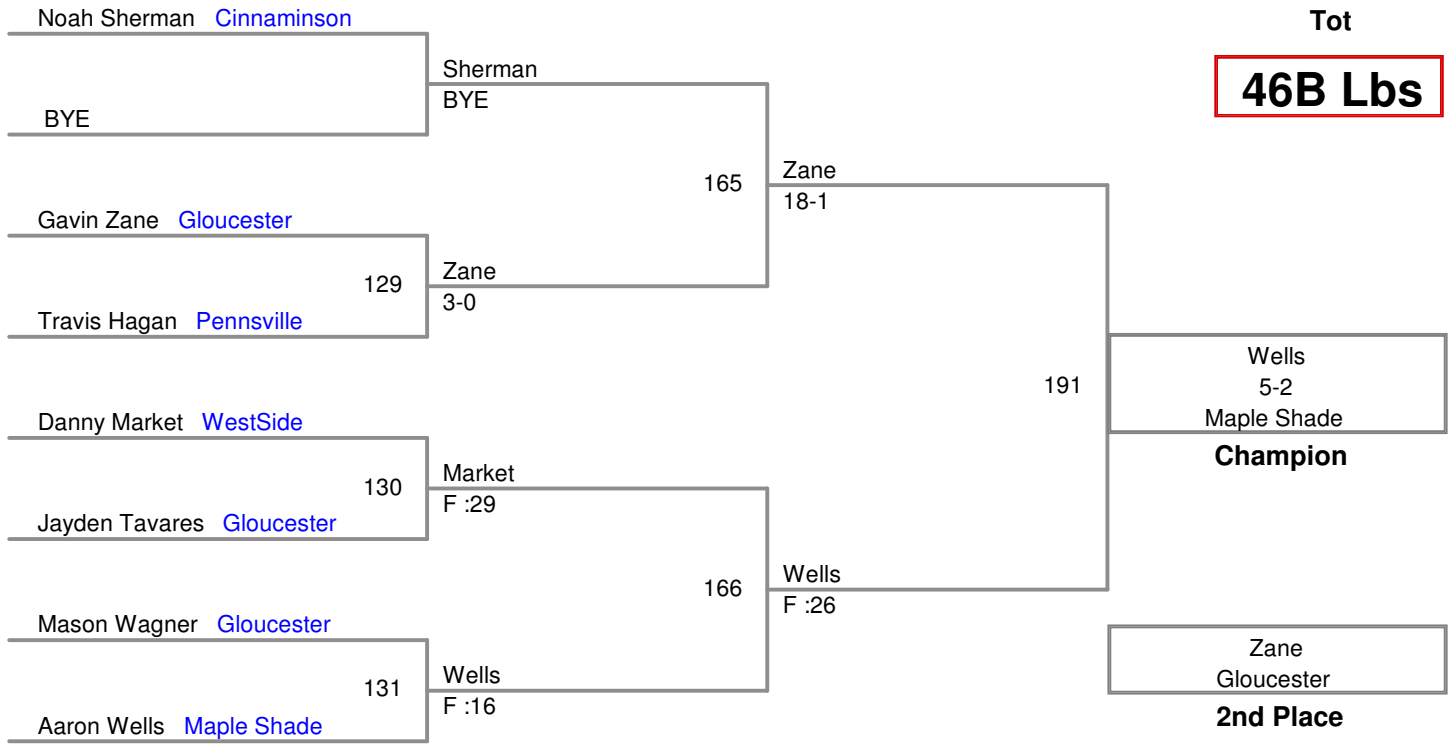 Noah Sherman Cinnaminson
Tot
46B Lbs
Sherman
BYE
BYE
165
Zane
18-1
Gavin Zane Gloucester
129
Zane
3-0
Travis Hagan Pennsville
191
Wells
5-2
Maple Shade
Champion
Danny Market WestSide
130
Market
F :29
Jayden Tavares Gloucester
166
Wells
F :26
Mason Wagner Gloucester
131
Wells
F :16
Aaron Wells Maple Shade
Zane
Gloucester
2nd Place